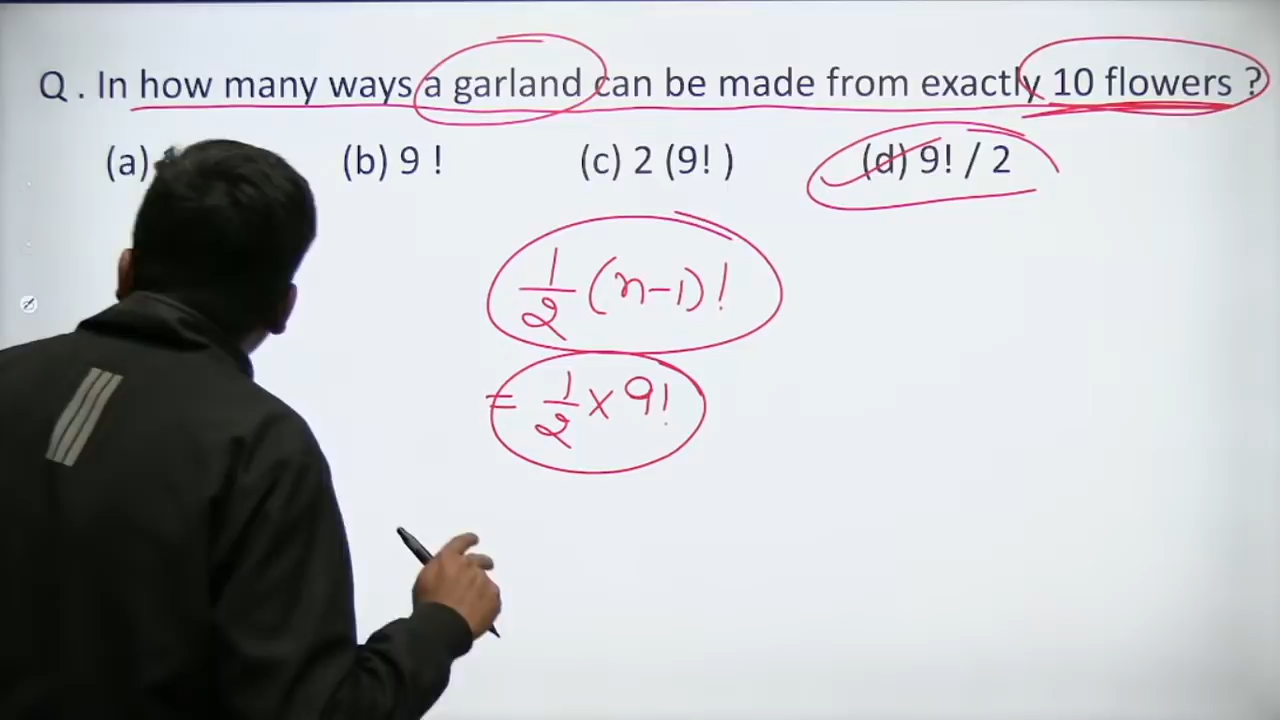 Q . In how many ways a garland can be made from exactly 10 flowers ?
(a) (b) 9 ! (c) 2 (9! ) (d) 9! / 2
1/2 (n-1)!
= 1/2 × 9!